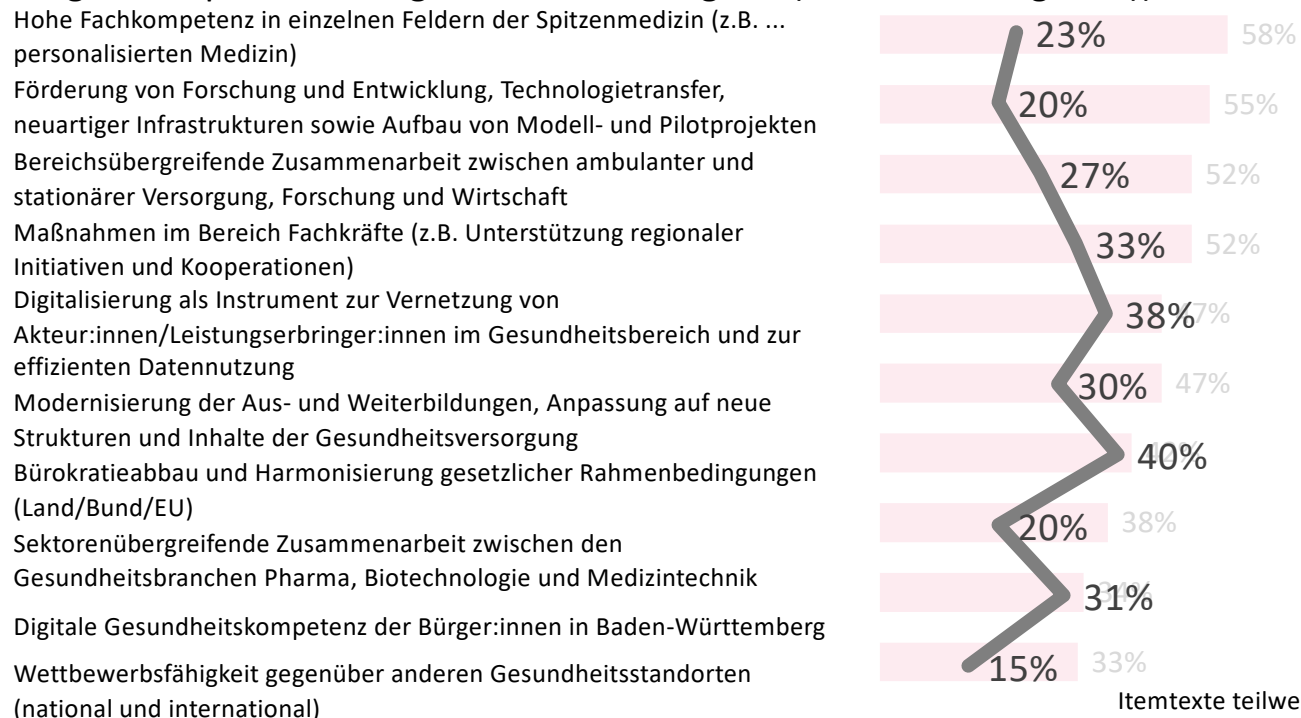 Hohe Fachkompetenz in einzelnen Feldern der Spitzenmedizin (z.B. ...
personalisierten Medizin)
23% 58%
Förderung von Forschung und Entwicklung, Technologietransfer,
neuartiger Infrastrukturen sowie Aufbau von Modell- und Pilotprojekten
20% 55%
Bereichsübergreifende Zusammenarbeit zwischen ambulanter und
stationärer Versorgung, Forschung und Wirtschaft
27% 52%
Maßnahmen im Bereich Fachkräfte (z.B. Unterstützung regionaler
Initiativen und Kooperationen)
33% 52%
Digitalisierung als Instrument zur Vernetzung von
Akteur:innen/Leistungserbringer:innen im Gesundheitsbereich und zur
effizienten Datennutzung
38% 7%
Modernisierung der Aus- und Weiterbildungen, Anpassung auf neue
Strukturen und Inhalte der Gesundheitsversorgung
30% 47%
Bürokratieabbau und Harmonisierung gesetzlicher Rahmenbedingungen
(Land/Bund/EU)
40%
Sektorenübergreifende Zusammenarbeit zwischen den
Gesundheitsbranchen Pharma, Biotechnologie und Medizintechnik
20% 38%
Digitale Gesundheitskompetenz der Bürger:innen in Baden-Württemberg
31%
Wettbewerbsfähigkeit gegenüber anderen Gesundheitsstandorten
(national und international)
15% 33%
Itemtexte teilwe